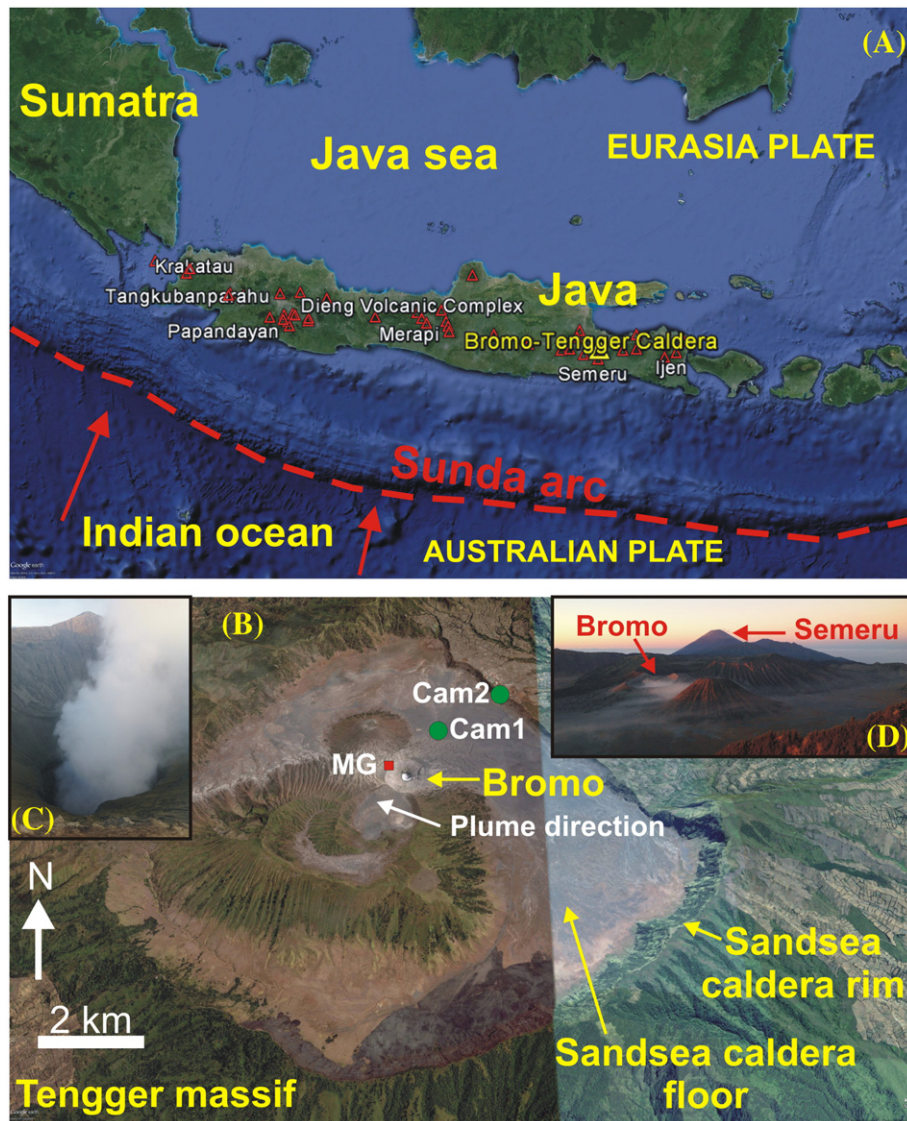 (A)
Sumatra
Java sea
EURASIA PLATE
Krakatau
Java
Tangkubanparahu
Dieng Volcanic Complex
Papandayan
Merapi
Bromo-Tengger Caldera
Semeru
Ijen
Sunda arc
Indian ocean
AUSTRALIAN PLATE
Google earth
(B)
Bromo
Semeru
Cam2
Cam1
(D)
MG
Bromo
(C)
Plume direction
N
Sandsea
caldera rim
2 km
Sandsea caldera
floor
Tengger massif